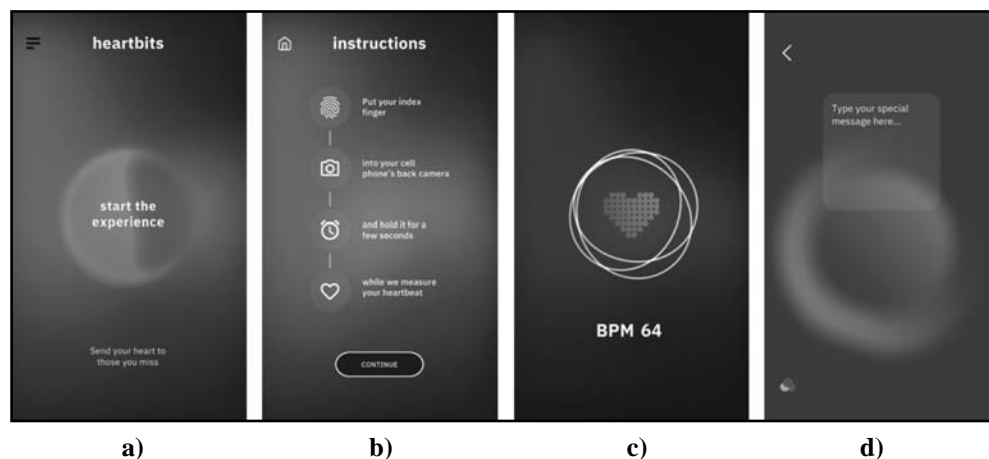 heartbits
start the
experience
Send your heart to
those you miss
instructions
Put your index
finger
into your cell
phone's back camera
and hold it for a
few seconds
while we measure
your heartbeat
CONTINUE
BPM 64
Type your special
message here...
a)
b)
c)
d)